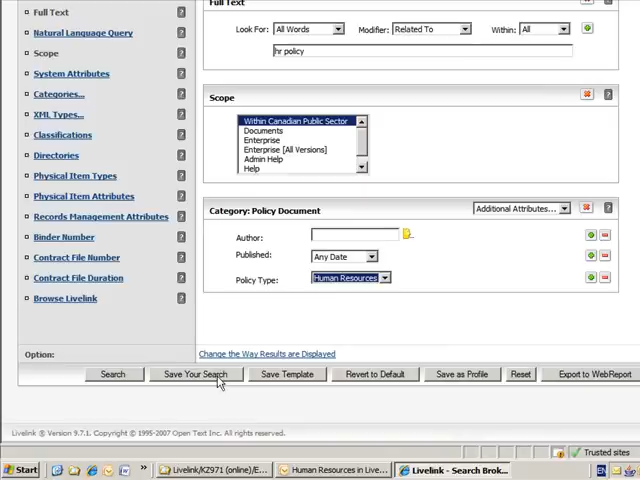 Full Text ?
Natural Language Query ?
Scope ?
System Attributes ?
Categories... ?
XML Types... ?
Classifications ?
Directories ?
Physical Item Types ?
Physical Item Attributes ?
Records Management Attributes ?
Binder Number ?
Contract File Number ?
Contract File Duration ?
Browse Livelink ?
Full Text
Look For: All Words Modifier: Related To Within: All
hr policy
Scope
Within Canadian Public Sector
Documents
Enterprise
Enterprise [All Versions]
Admin Help
Help
Category: Policy Document Additional Attributes...
Author:
Published: Any Date
Policy Type: Human Resources
Option: Change the Way Results are Displayed
Search Save Your Search Save Template Revert to Default Save as Profile Reset Export to WebReport
Livelink ® Version 9.7.1. Copyright © 1995-2007 Open Text Inc. All rights reserved.
Trusted sites
Start » Livelink/KZ971 (online)/E... Human Resources in Live... Livelink - Search Brok... EN